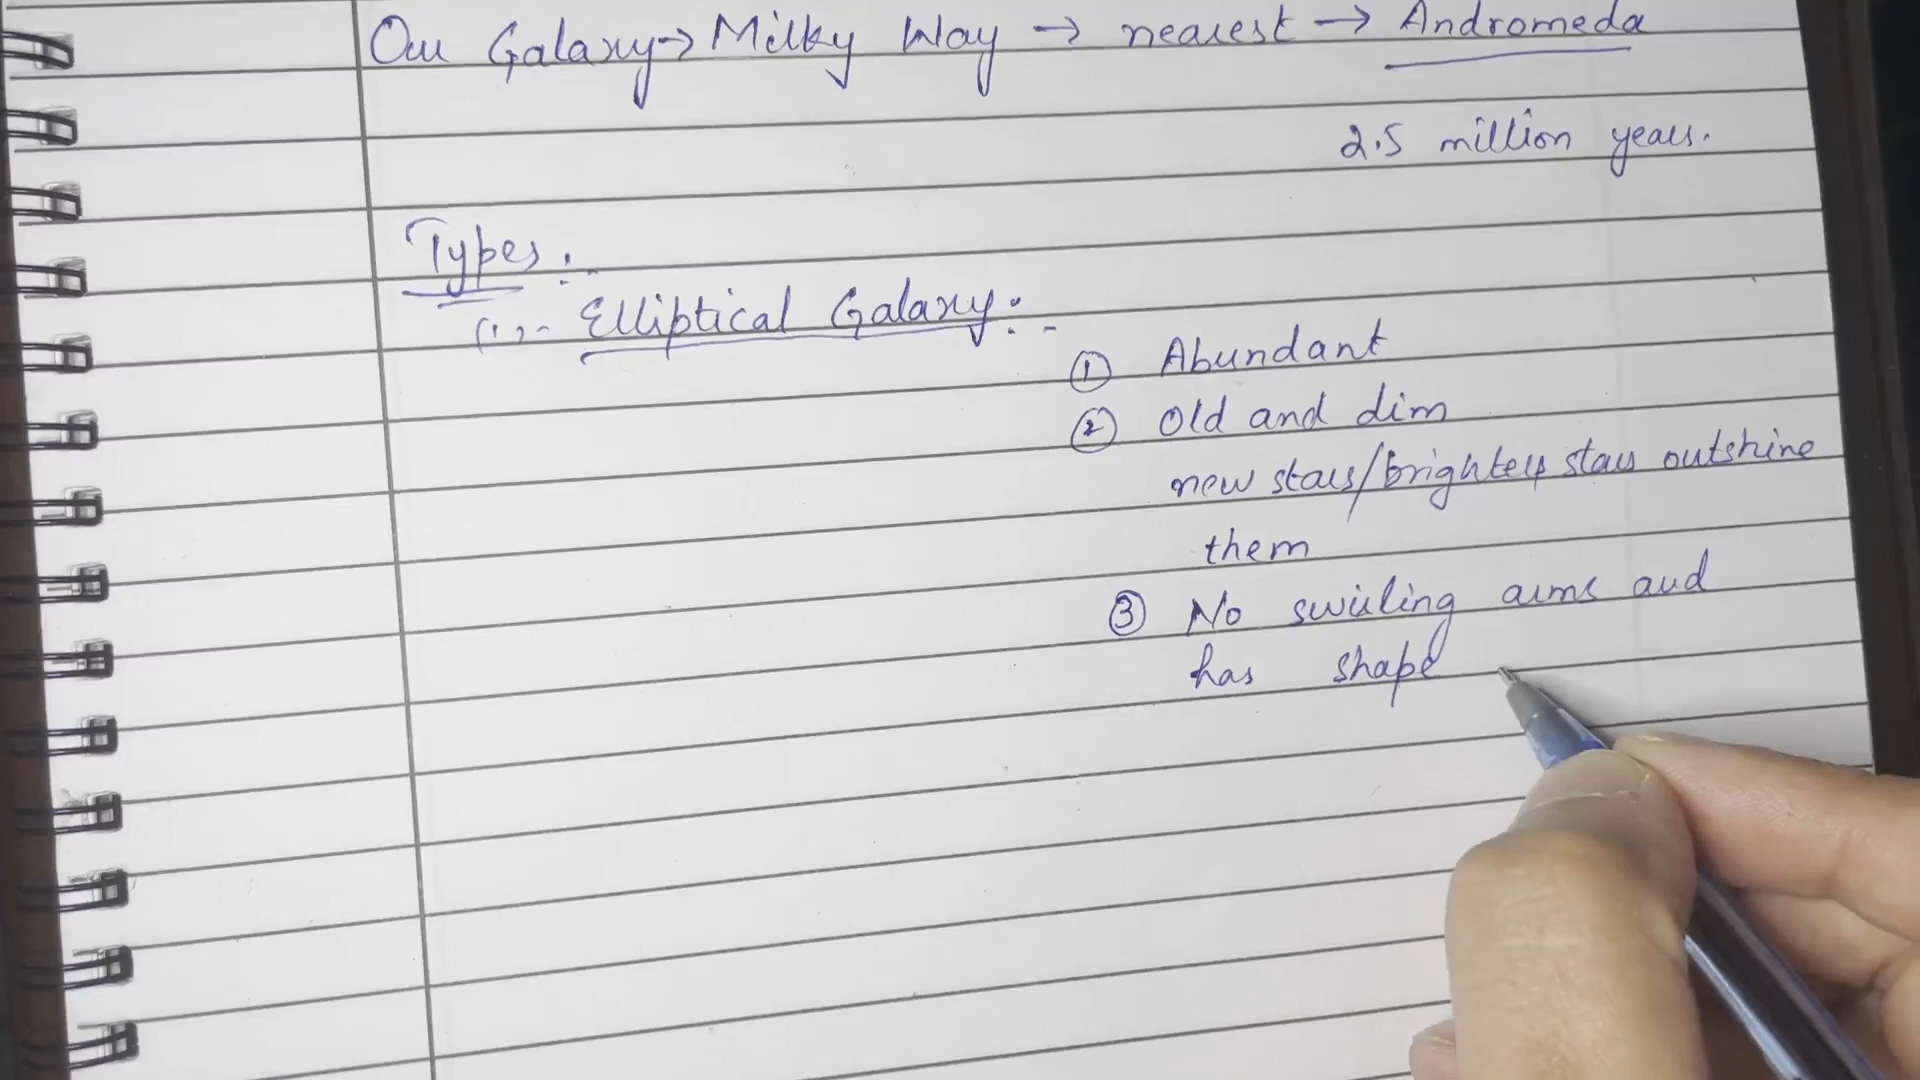 Our Galaxy → Milky Way → nearest → Andromeda
2.5 million years.
Types :-
(1) :- Elliptical Galaxy :-
① Abundant
② Old and dim
new stars/brighters stars outshine
them
③ No swirling arms and
has shape